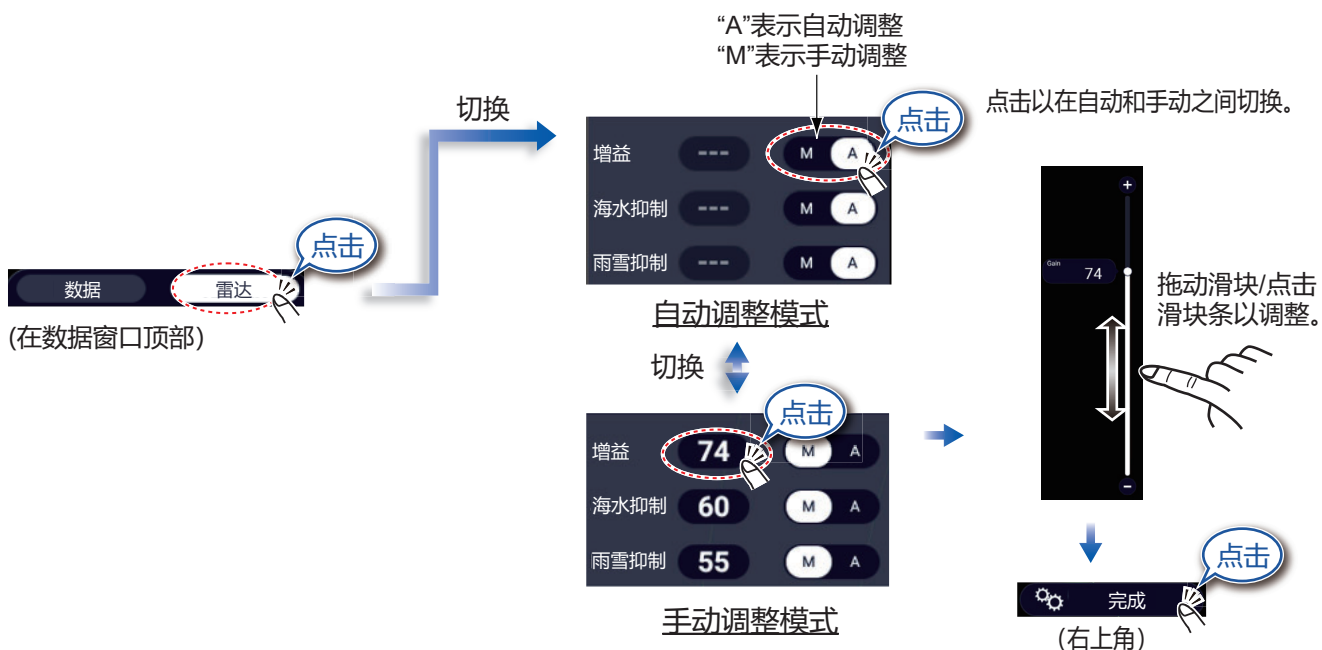 “A”表示自动调整
“M”表示手动调整
点击以在自动和手动之间切换。
切换
点击
增益 --- M A
海水抑制 --- M A
雨雪抑制 --- M A
自动调整模式
点击
数据 雷达
(在数据窗口顶部)
切换
点击
增益 74 M A
海水抑制 60 M A
雨雪抑制 55 M A
手动调整模式
+
Gain
74
-
拖动滑块/点击
滑块条以调整。
点击
完成
(右上角)